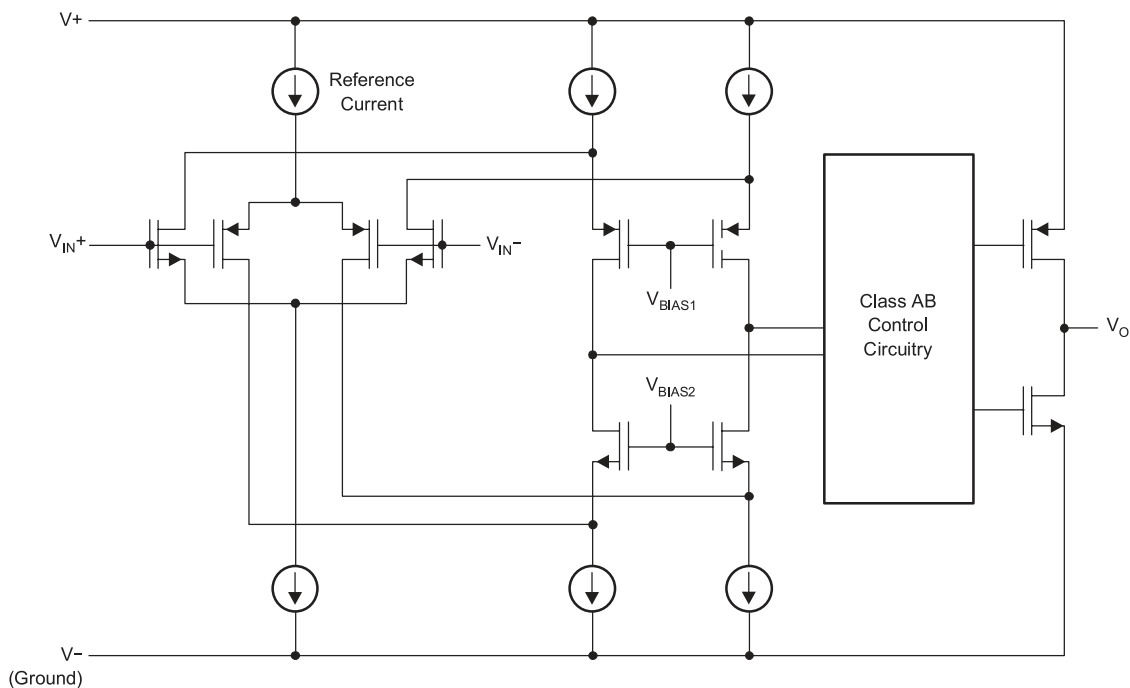 V+
Reference
Current
VIN+
VIN−
VBIAS1
Class AB
Control
Circuitry
VO
VBIAS2
V−
(Ground)